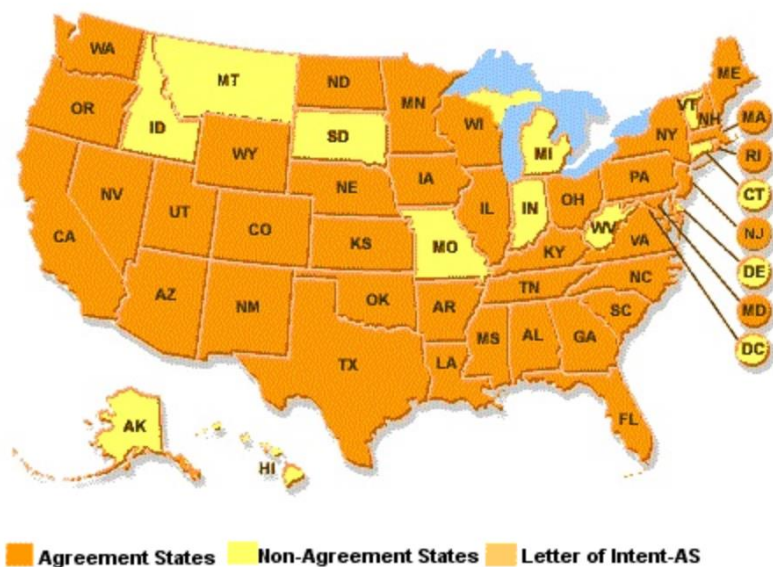 WA
MT
ND
MN
ME
OR
ID
SD
WI
MI
VT
NH
NY
MA
RI
CT
NJ
DE
MD
DC
WY
NE
IA
IL
IN
OH
PA
NV
UT
CO
KS
MO
KY
WV
VA
CA
AZ
NM
OK
AR
TN
NC
SC
TX
LA
MS
AL
GA
FL
AK
HI
Agreement States Non-Agreement States Letter of Intent-AS